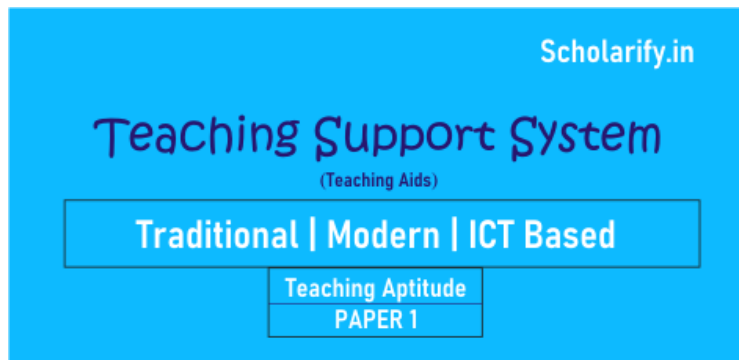 Scholarify.in
Teaching Support System
(Teaching Aids)
Traditional | Modern | ICT Based
Teaching Aptitude
PAPER 1